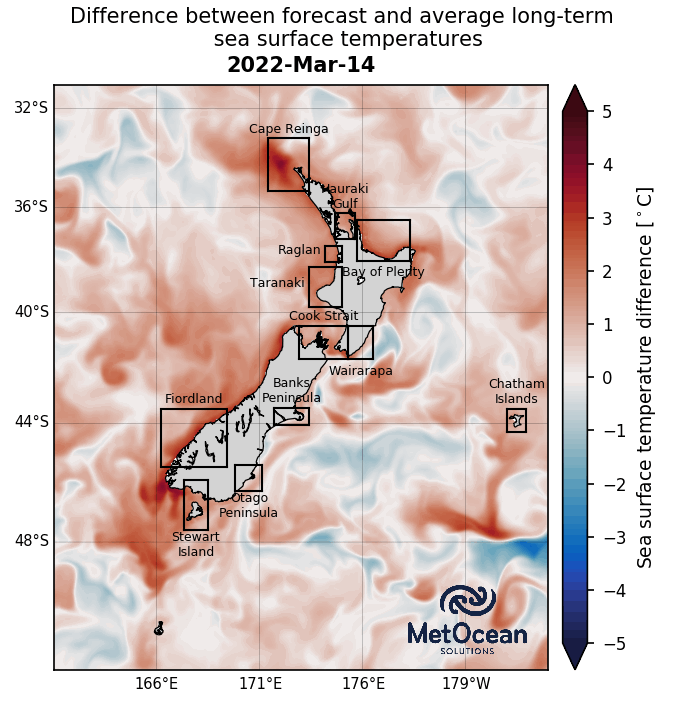 Difference between forecast and average long-term
sea surface temperatures
2022-Mar-14
32°S
36°S
40°S
44°S
48°S
Cape Reinga
Hauraki
Gulf
Raglan
Bay of Plenty
Taranaki
Cook Strait
Wairarapa
Banks
Peninsula
Fiordland
Chatham
Islands
Otago
Peninsula
Stewart
Island
MetOcean
SOLUTIONS
166°E
171°E
176°E
179°W
5
4
3
2
1
0
−1
−2
−3
−4
−5
Sea surface temperature difference [°C]